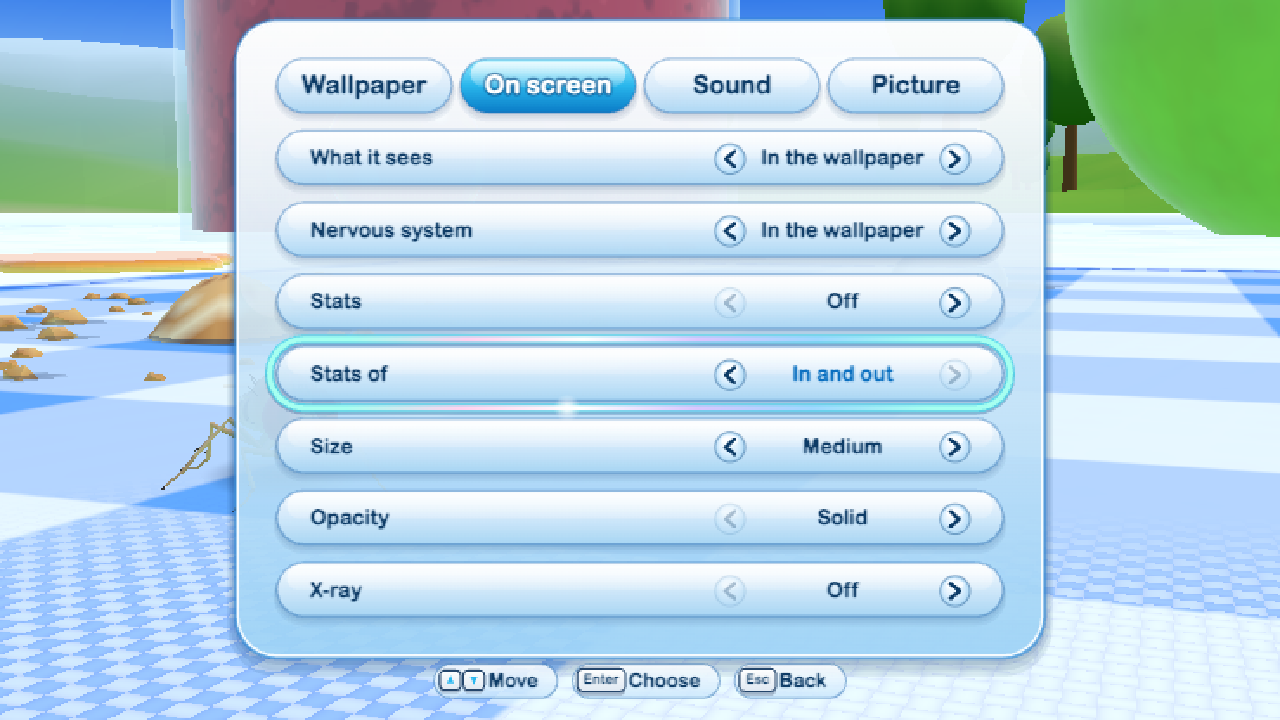 Wallpaper On screen Sound Picture
What it sees In the wallpaper
Nervous system In the wallpaper
Stats Off
Stats of In and out
Size Medium
Opacity Solid
X-ray Off
Move Enter Choose Esc Back